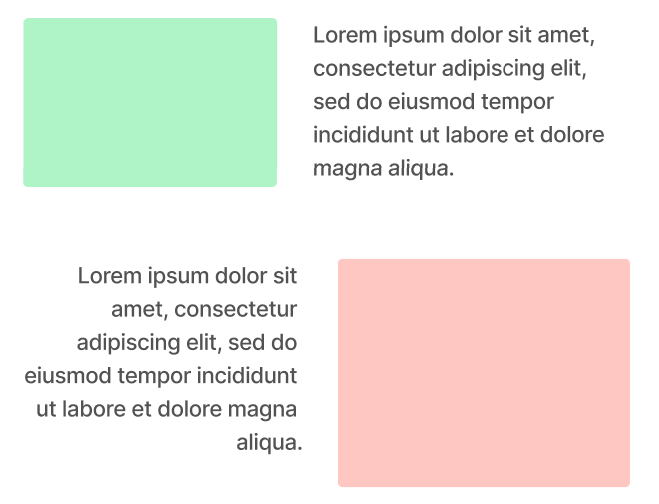 Lorem ipsum dolor sit amet,
consectetur adipiscing elit,
sed do eiusmod tempor
incididunt ut labore et dolore
magna aliqua.
Lorem ipsum dolor sit
amet, consectetur
adipiscing elit, sed do
eiusmod tempor incididunt
ut labore et dolore magna
aliqua.